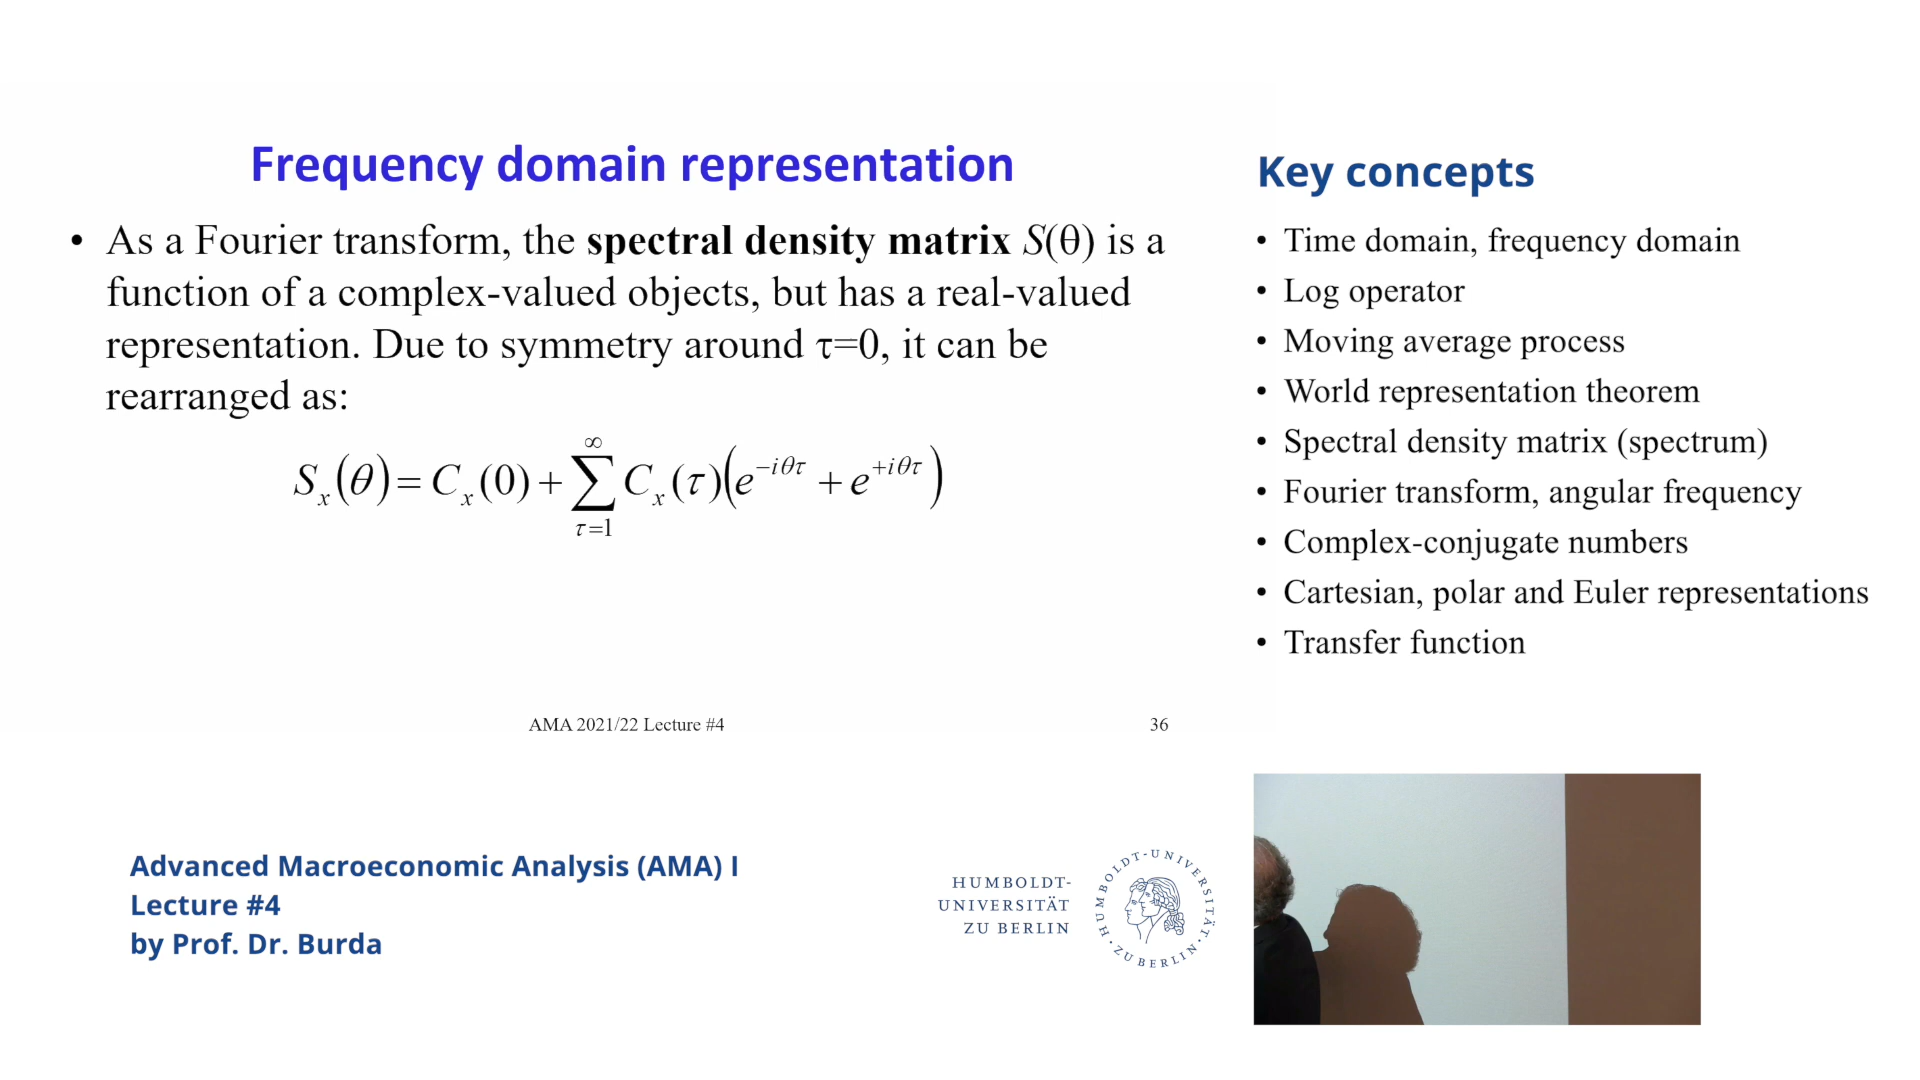 Frequency domain representation
• As a Fourier transform, the spectral density matrix S(θ) is a
function of a complex-valued objects, but has a real-valued
representation. Due to symmetry around τ=0, it can be
rearranged as:
S_x(θ) = C_x(0) + ∑_{τ=1}^{∞} C_x(τ)(e^{−iθτ} + e^{+iθτ})
AMA 2021/22 Lecture #4
36
Key concepts
• Time domain, frequency domain
• Log operator
• Moving average process
• World representation theorem
• Spectral density matrix (spectrum)
• Fourier transform, angular frequency
• Complex-conjugate numbers
• Cartesian, polar and Euler representations
• Transfer function
Advanced Macroeconomic Analysis (AMA) I
Lecture #4
by Prof. Dr. Burda
HUMBOLDT-
UNIVERSITÄT
ZU BERLIN
HUMBOLDT-UNIVERSITÄT · ZU BERLIN ·